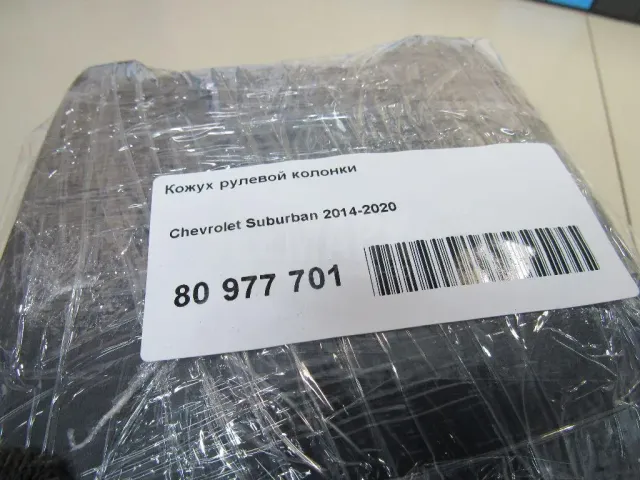 Кожух рулевой колонки
Chevrolet Suburban 2014-2020
80 977 701